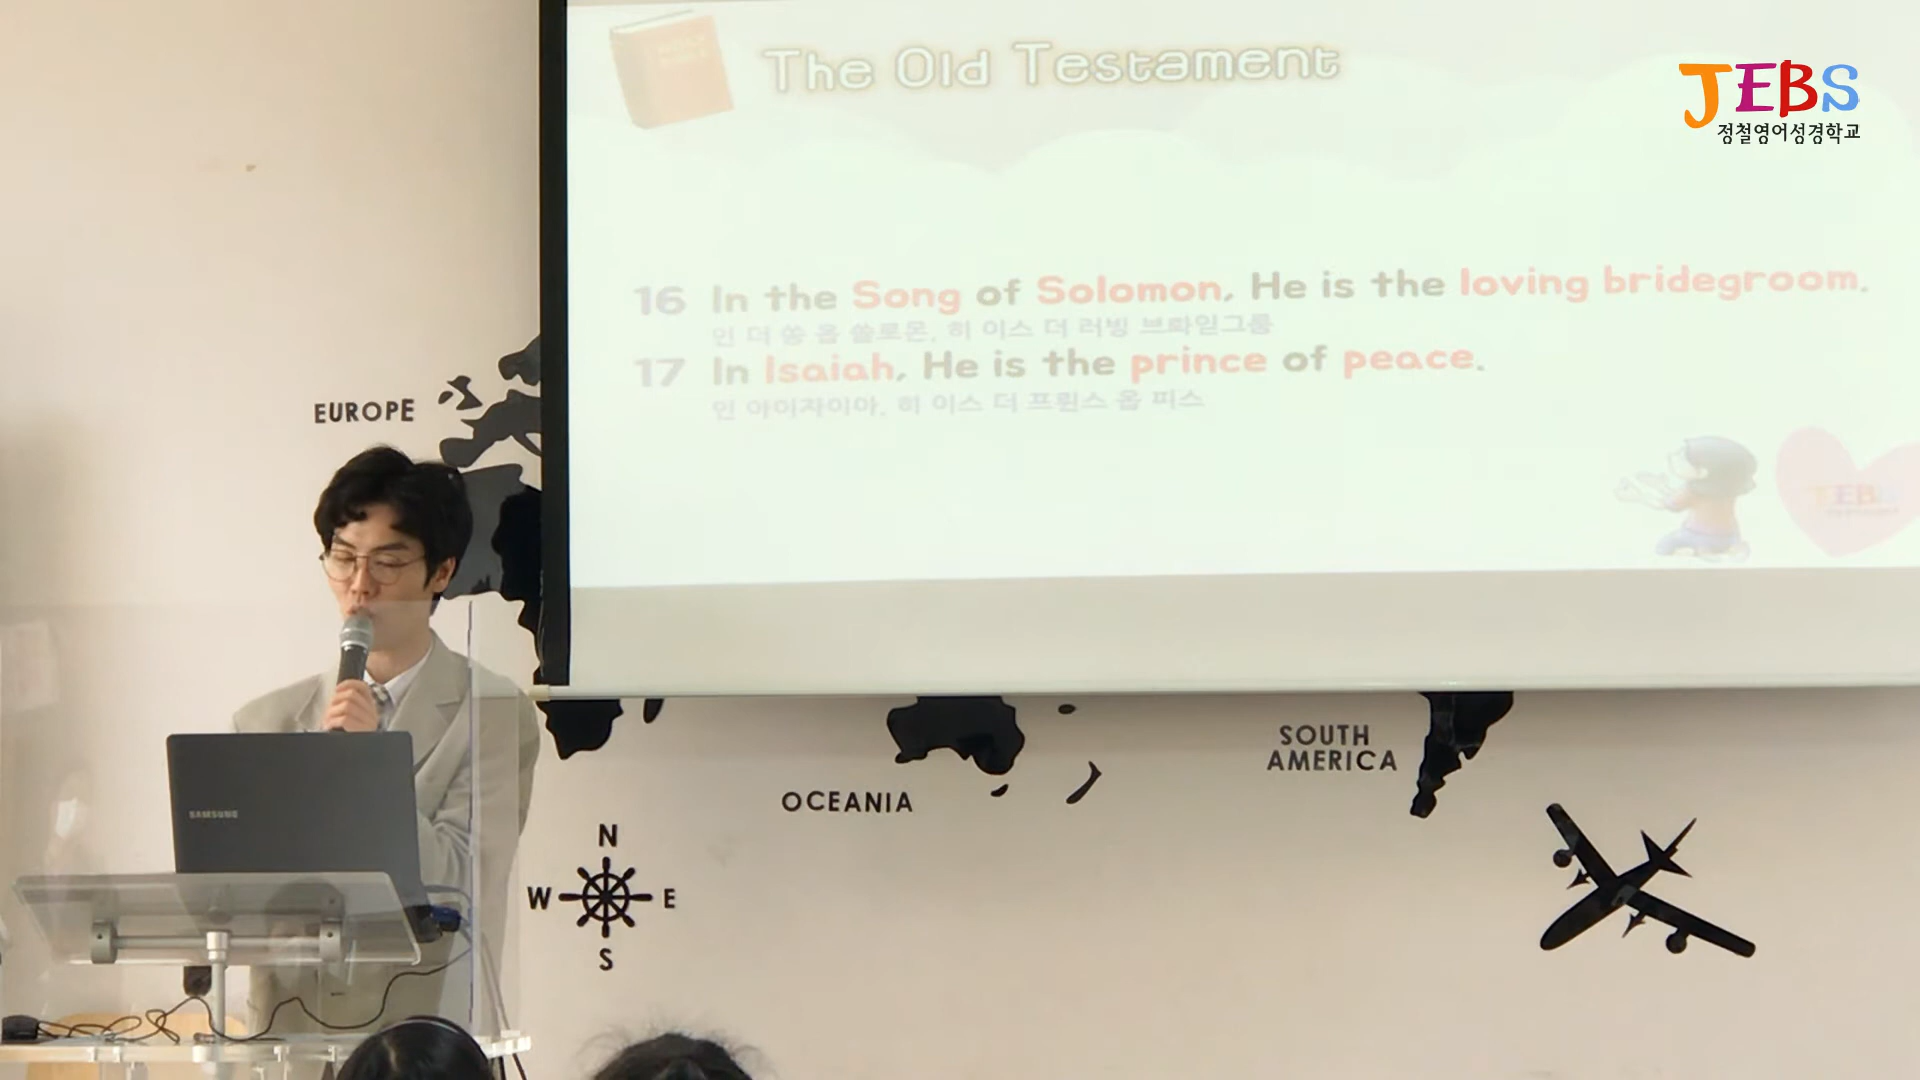 The Old Testament
JEBS
정철영어성경학교
16 In the Song of Solomon, He is the loving bridegroom.
인 더 쏭 옵 쏠로몬, 히 이스 더 러빙 브롸읻그룸
17 In Isaiah, He is the prince of peace.
인 아이자이아, 히 이스 더 프륀스 옵 피스
JEBS
EUROPE
SOUTH
AMERICA
OCEANIA
SAMSUNG
N
W E
S